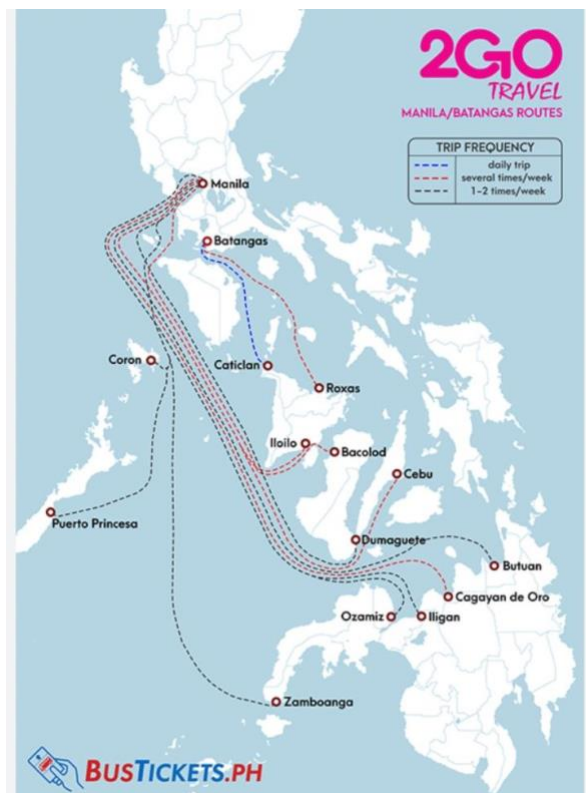 2GO
TRAVEL
MANILA/BATANGAS ROUTES
TRIP FREQUENCY
daily trip
several times/week
1-2 times/week
Manila
Batangas
Coron
Caticlan
Roxas
Iloilo
Bacolod
Cebu
Puerto Princesa
Dumaguete
Butuan
Cagayan de Oro
Ozamiz
Iligan
Zamboanga
BUSTICKETS.PH